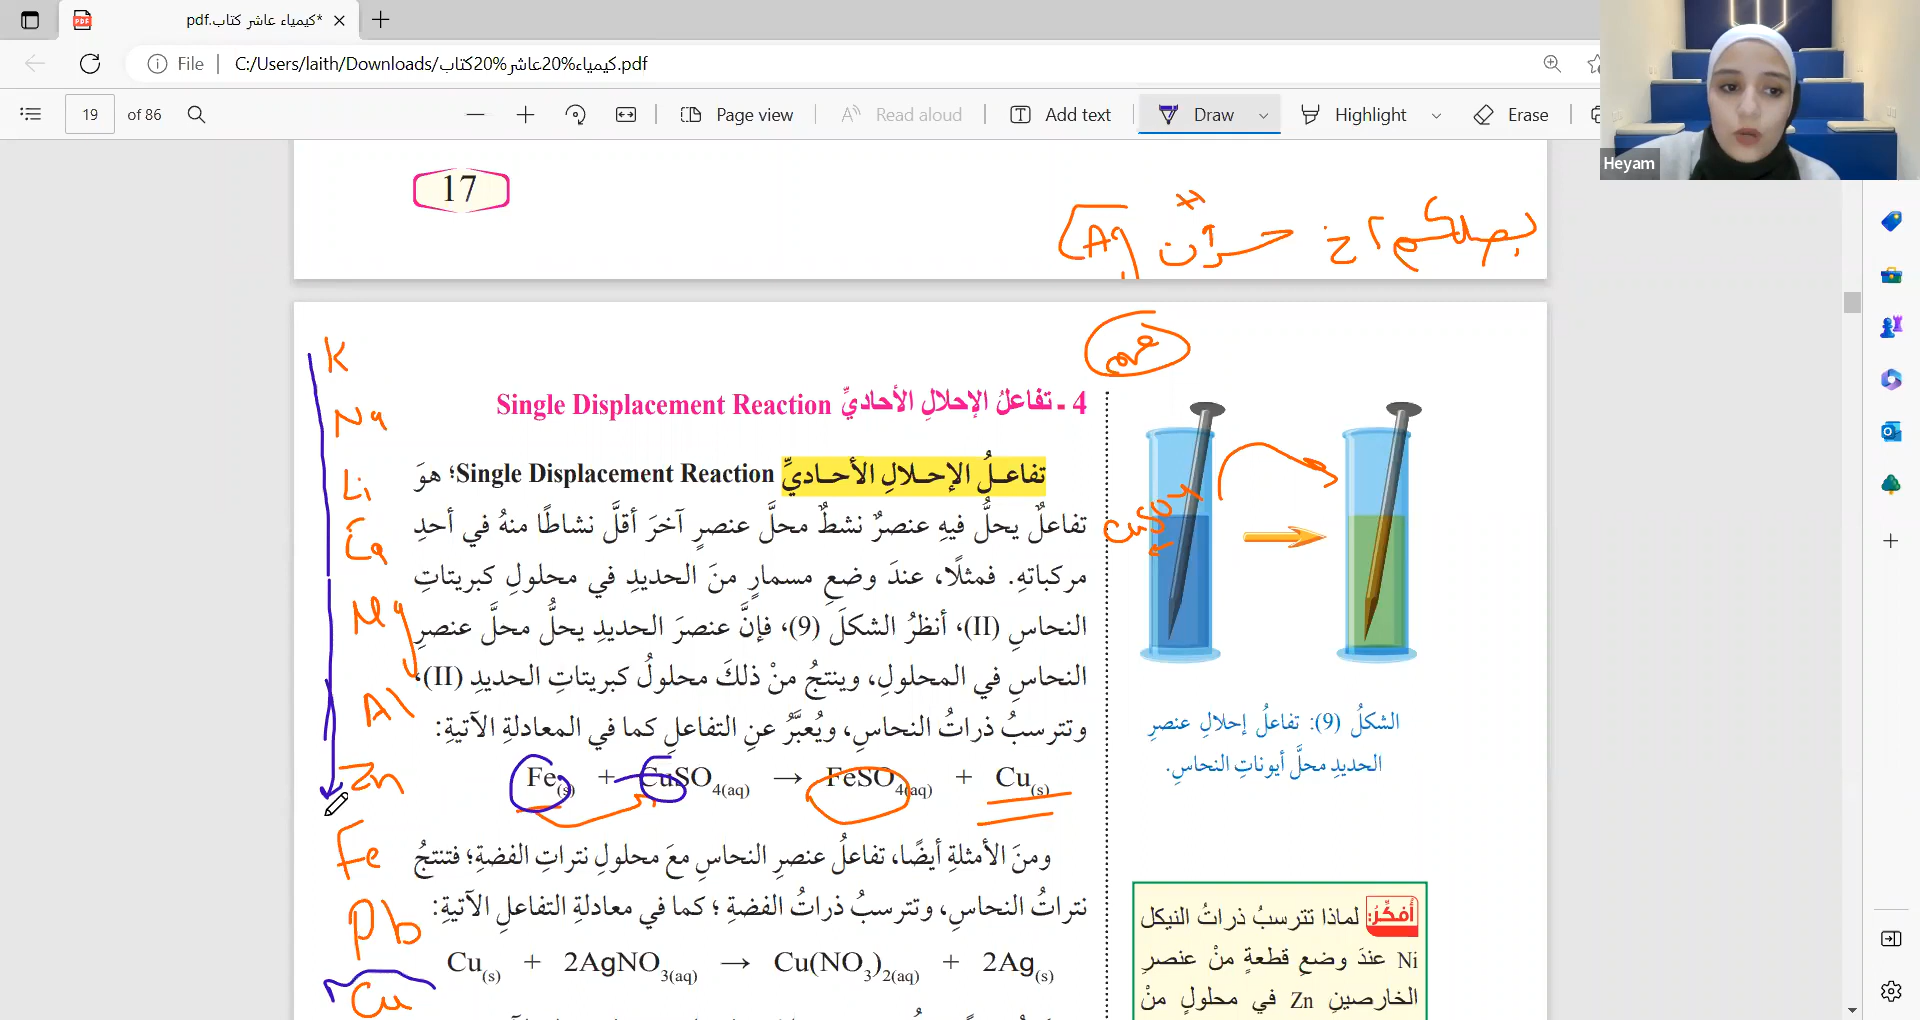 كيمياء عاشر كتاب.pdf*
File C:/Users/laith/Downloads/كيمياء%20عاشر%20كتاب.pdf
19 of 86 Page view Read aloud Add text Draw Highlight Erase
Heyam
17
Ag
مهم
4 ـ تفاعلُ الإحلالِ الأحاديِّ Single Displacement Reaction
تفاعـلُ الإحـلالِ الأحـاديِّ Single Displacement Reaction؛ هوَ
تفاعلٌ يحلُّ فيهِ عنصرٌ نشطٌ محلَّ عنصرٍ آخرَ أقلَّ نشاطًا منهُ في أحدِ
مركباتهِ. فمثلًا، عندَ وضعِ مسمارٍ منَ الحديدِ في محلولِ كبريتاتِ
النحاسِ (II)، أنظرُ الشكلَ (9)، فإنَّ عنصرَ الحديدِ يحلُّ محلَّ عنصرِ
النحاسِ في المحلولِ، وينتجُ منْ ذلكَ محلولُ كبريتاتِ الحديدِ (II)،
وتترسبُ ذراتُ النحاسِ، ويُعبَّرُ عنِ التفاعلِ كما في المعادلةِ الآتيةِ:
Fe(s) + CuSO4(aq) → FeSO4(aq) + Cu(s)
ومنَ الأمثلةِ أيضًا، تفاعلُ عنصرِ النحاسِ معَ محلولِ نتراتِ الفضةِ؛ فتنتجُ
نتراتُ النحاسِ، وتترسبُ ذراتُ الفضةِ ؛ كما في معادلةِ التفاعلِ الآتيةِ:
Cu(s) + 2AgNO3(aq) → Cu(NO3)2(aq) + 2Ag(s)
K
Na
Li
Ca
Mg
Al
Zn
Fe
Pb
Cu
CuSO4
الشكلُ (9): تفاعلُ إحلالِ عنصرِ
الحديدِ محلَّ أيوناتِ النحاسِ.
أُفكِّرُ: لماذا تترسبُ ذراتُ النيكل
Ni عندَ وضعِ قطعةٍ منْ عنصرِ
الخارصينِ Zn في محلولٍ منْ